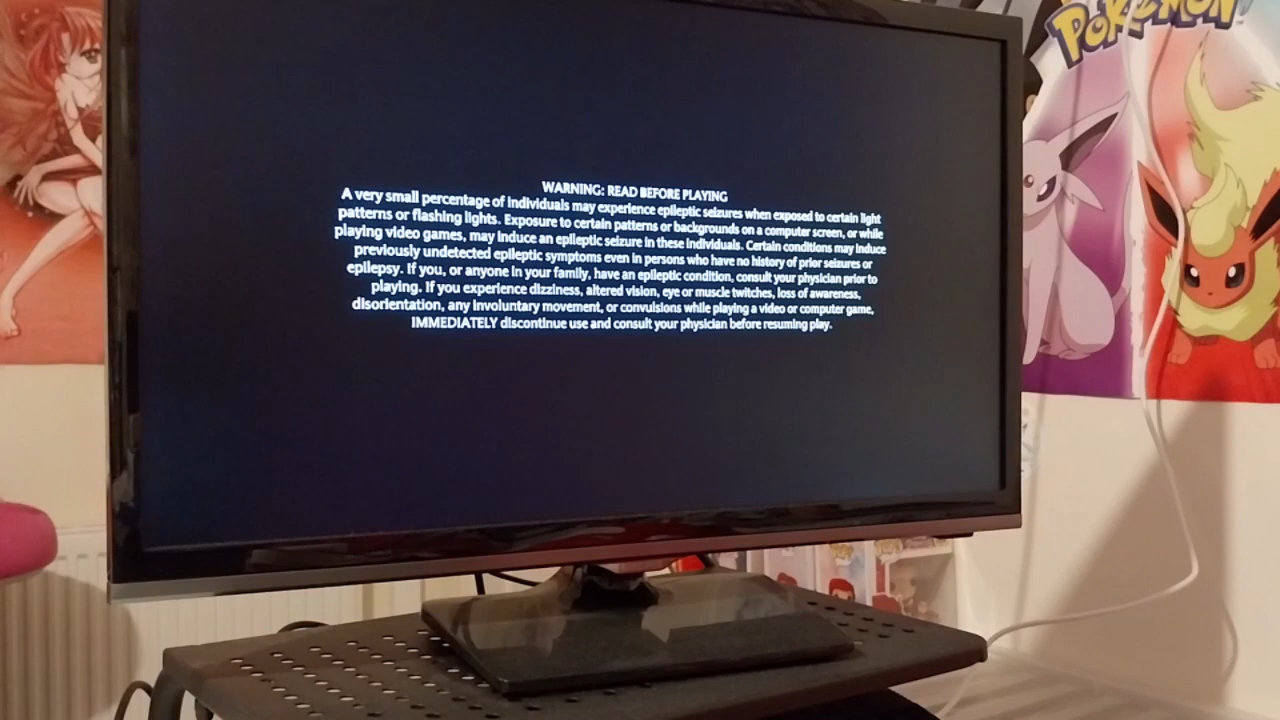 POKÉMON
WARNING: READ BEFORE PLAYING
A very small percentage of individuals may experience epileptic seizures when exposed to certain light
patterns or flashing lights. Exposure to certain patterns or backgrounds on a computer screen, or while
playing video games, may induce an epileptic seizure in these individuals. Certain conditions may induce
previously undetected epileptic symptoms even in persons who have no history of prior seizures or
epilepsy. If you, or anyone in your family, have an epileptic condition, consult your physician prior to
playing. If you experience dizziness, altered vision, eye or muscle twitches, loss of awareness,
disorientation, any involuntary movement, or convulsions while playing a video or computer game,
IMMEDIATELY discontinue use and consult your physician before resuming play.